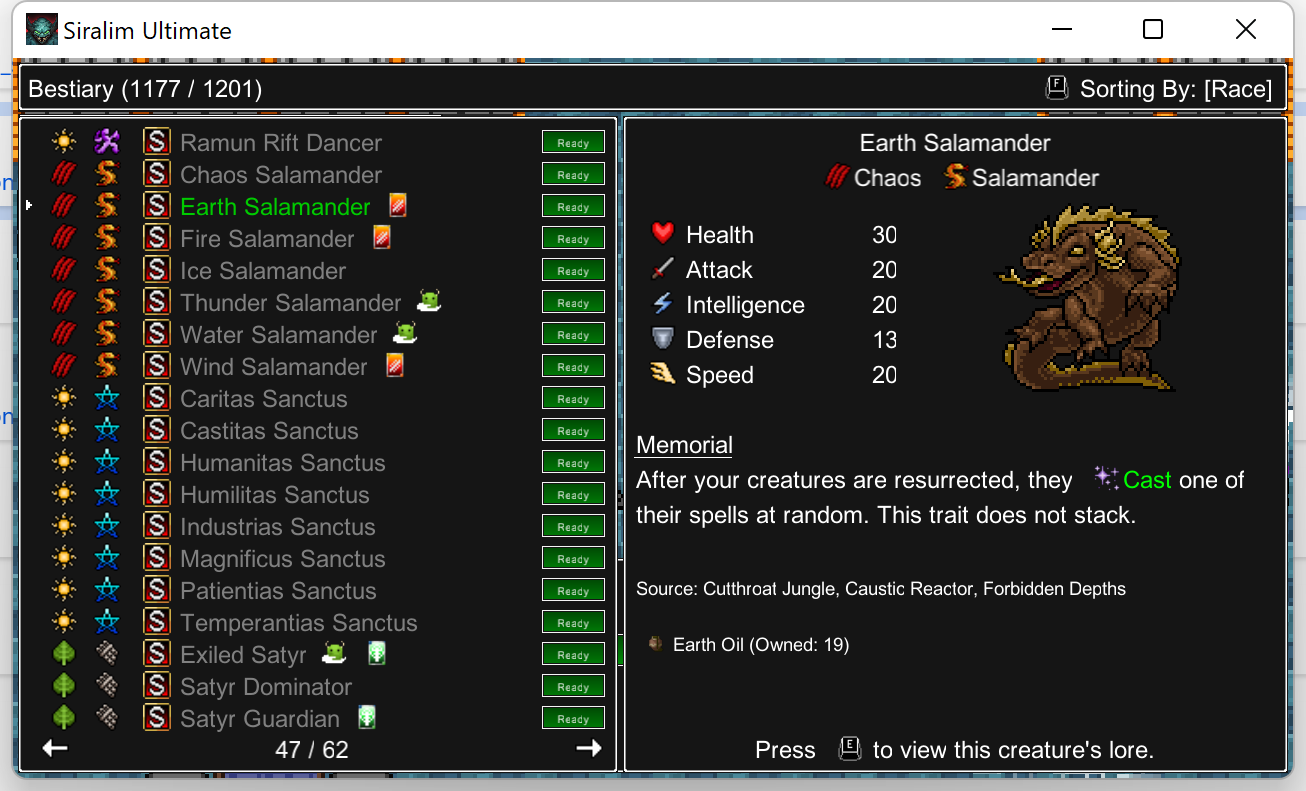 Siralim Ultimate
Bestiary (1177 / 1201)
F Sorting By: [Race]
S Ramun Rift Dancer Ready
S Chaos Salamander Ready
S Earth Salamander Ready
S Fire Salamander Ready
S Ice Salamander Ready
S Thunder Salamander Ready
S Water Salamander Ready
S Wind Salamander Ready
S Caritas Sanctus Ready
S Castitas Sanctus Ready
S Humanitas Sanctus Ready
S Humilitas Sanctus Ready
S Industrias Sanctus Ready
S Magnificus Sanctus Ready
S Patientias Sanctus Ready
S Temperantias Sanctus Ready
S Exiled Satyr Ready
S Satyr Dominator Ready
S Satyr Guardian Ready
47 / 62
Earth Salamander
Chaos Salamander
Health 30
Attack 20
Intelligence 20
Defense 13
Speed 20
Memorial
After your creatures are resurrected, they Cast one of
their spells at random. This trait does not stack.
Source: Cutthroat Jungle, Caustic Reactor, Forbidden Depths
Earth Oil (Owned: 19)
Press E to view this creature's lore.